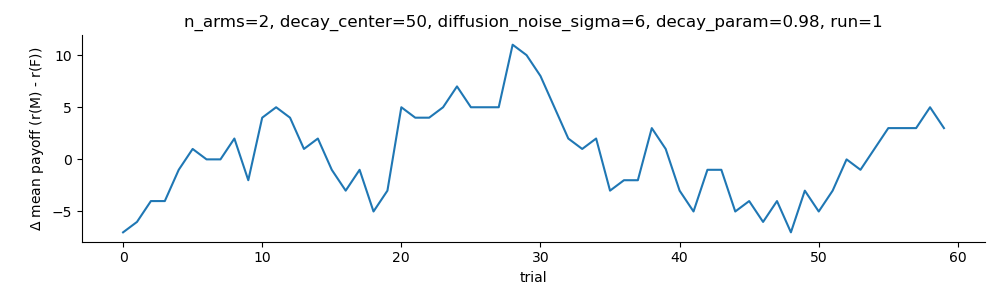 n_arms=2, decay_center=50, diffusion_noise_sigma=6, decay_param=0.98, run=1
Δ mean payoff (r(M) - r(F))
10
5
0
−5
0 10 20 30 40 50 60
trial